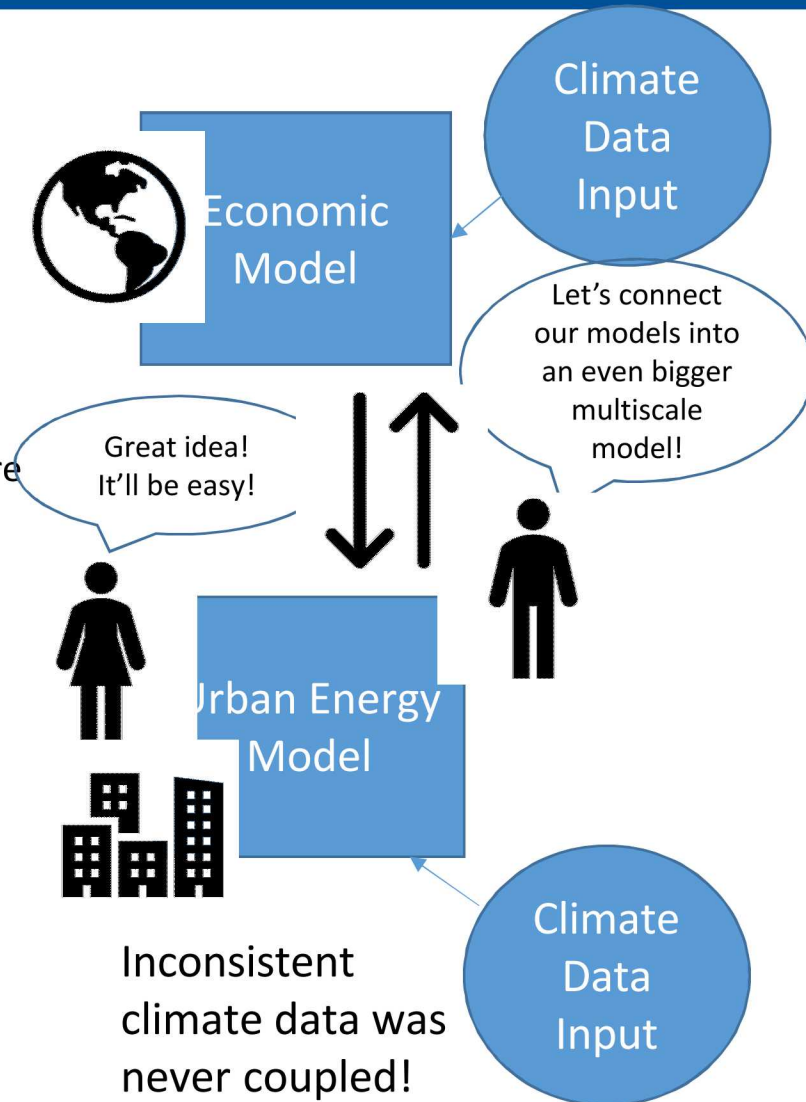 Climate
Data
Input
Economic
Model
Let's connect
our models into
an even bigger
multiscale
model!
Great idea!
It'll be easy!
Urban Energy
Model
Climate
Data
Input
Inconsistent
climate data was
never coupled!